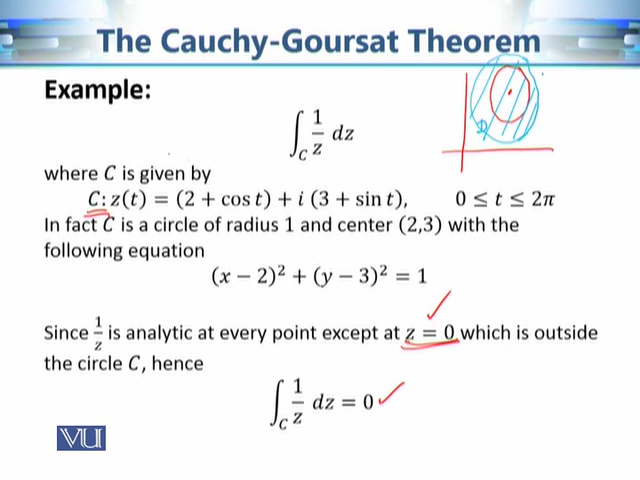 The Cauchy-Goursat Theorem
Example:
∫_C 1/z dz
where C is given by
C: z(t) = (2 + cos t) + i (3 + sin t), 0 ≤ t ≤ 2π
In fact C is a circle of radius 1 and center (2,3) with the
following equation
(x − 2)² + (y − 3)² = 1
Since 1/z is analytic at every point except at z = 0 which is outside
the circle C, hence
∫_C 1/z dz = 0
VU